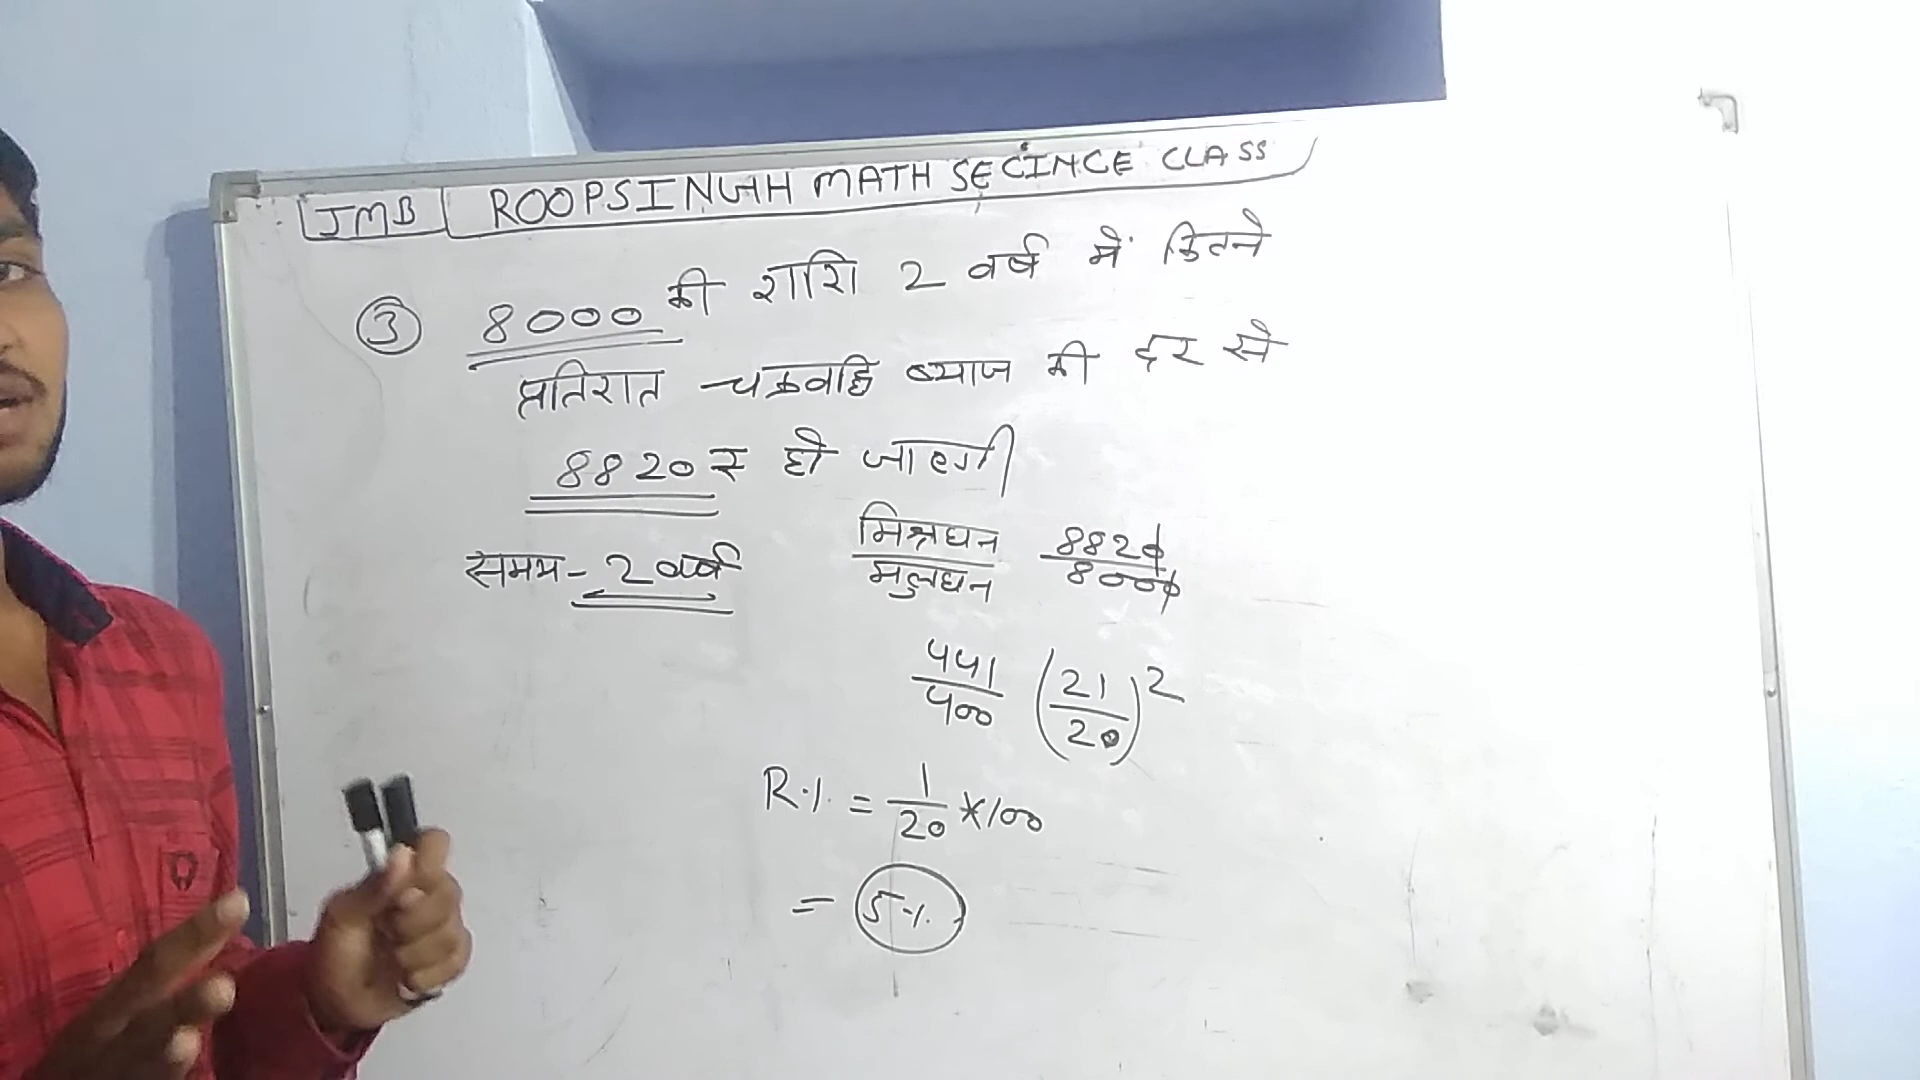 JMB ROOPSINGH MATH SECINCE CLASS
③ 8000 की राशि 2 वर्ष में कितने
प्रतिशत चक्रवद्धि ब्याज की दर से
8820 रु हो जाएगी
समय - 2 वर्ष मिश्रधन/मुलधन 8820/8000
441/400 (21/20)²
R.%. = 1/20 * 100
= 5%